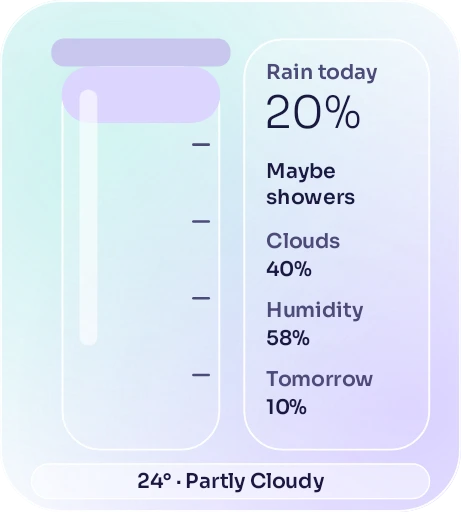 Rain today
20%
Maybe
showers
Clouds
40%
Humidity
58%
Tomorrow
10%
24° · Partly Cloudy